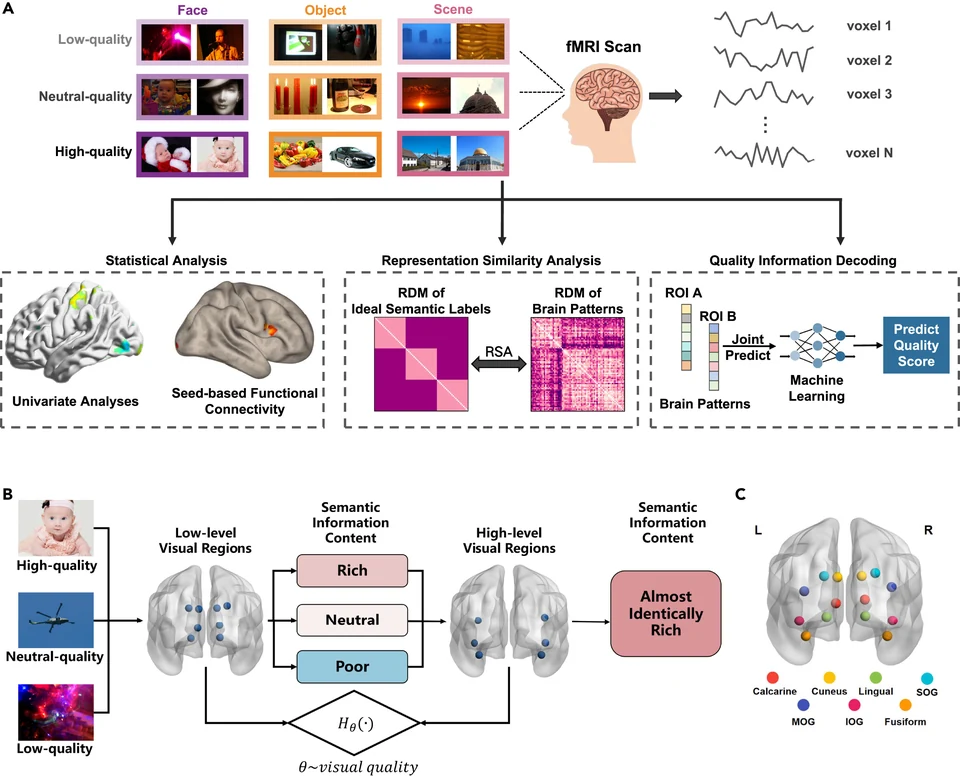 A
Face
Object
Scene
Low-quality
Neutral-quality
High-quality
fMRI Scan
voxel 1
voxel 2
voxel 3
voxel N
Statistical Analysis
Representation Similarity Analysis
Quality Information Decoding
Univariate Analyses
Seed-based Functional
Connectivity
RDM of
Ideal Semantic Labels
RDM of
Brain Patterns
RSA
ROI A
ROI B
Joint
Predict
Brain Patterns
Machine
Learning
Predict
Quality
Score
B
High-quality
Neutral-quality
Low-quality
Low-level
Visual Regions
Semantic
Information
Content
Rich
Neutral
Poor
High-level
Visual Regions
Semantic
Information
Content
Almost
Identically
Rich
H_θ(·)
θ~visual quality
C
L
R
Calcarine
Cuneus
Lingual
SOG
MOG
IOG
Fusiform